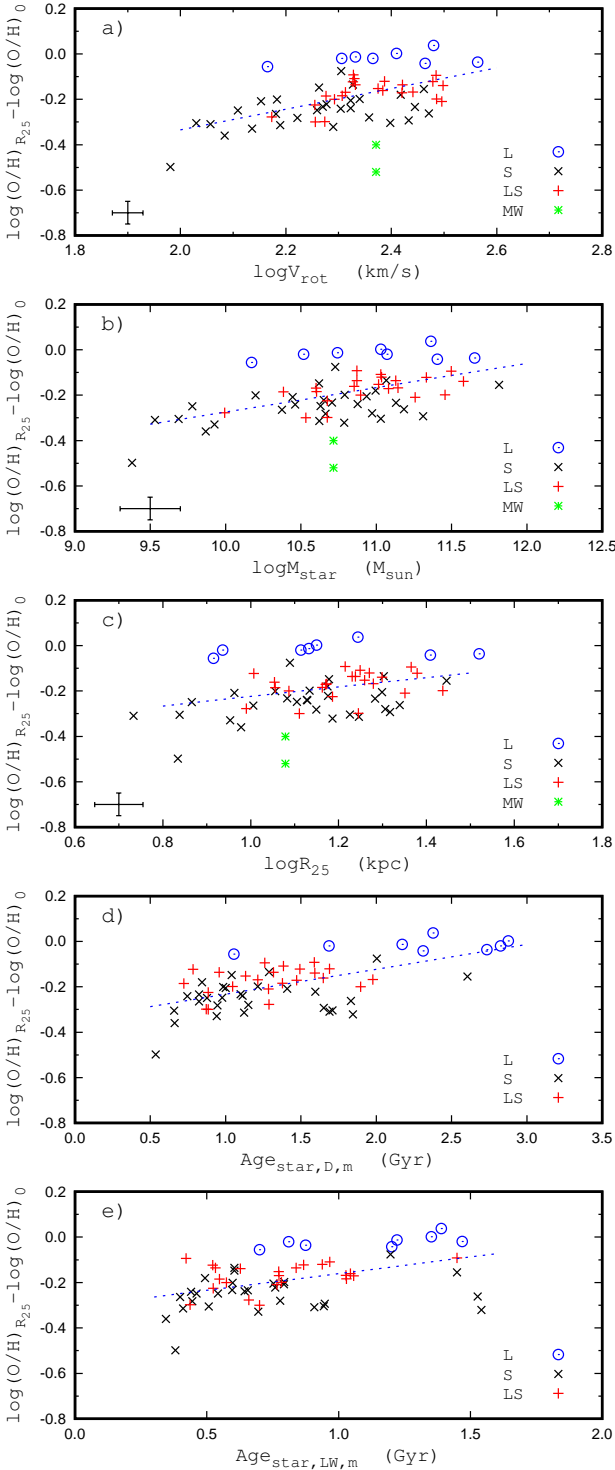 a)
log(O/H)R25−log(O/H)0
0.2
0.0
-0.2
-0.4
-0.6
-0.8
L
S
LS
MW
1.8 2.0 2.2 2.4 2.6 2.8
logVrot (km/s)
b)
log(O/H)R25−log(O/H)0
0.2
0.0
-0.2
-0.4
-0.6
-0.8
L
S
LS
MW
9.0 9.5 10.0 10.5 11.0 11.5 12.0 12.5
logMstar (Msun)
c)
log(O/H)R25−log(O/H)0
0.2
0.0
-0.2
-0.4
-0.6
-0.8
L
S
LS
MW
0.6 0.8 1.0 1.2 1.4 1.6 1.8
logR25 (kpc)
d)
log(O/H)R25−log(O/H)0
0.2
0.0
-0.2
-0.4
-0.6
-0.8
L
S
LS
0.0 0.5 1.0 1.5 2.0 2.5 3.0 3.5
Agestar,D,m (Gyr)
e)
log(O/H)R25−log(O/H)0
0.2
0.0
-0.2
-0.4
-0.6
-0.8
L
S
LS
0.0 0.5 1.0 1.5 2.0
Agestar,LW,m (Gyr)